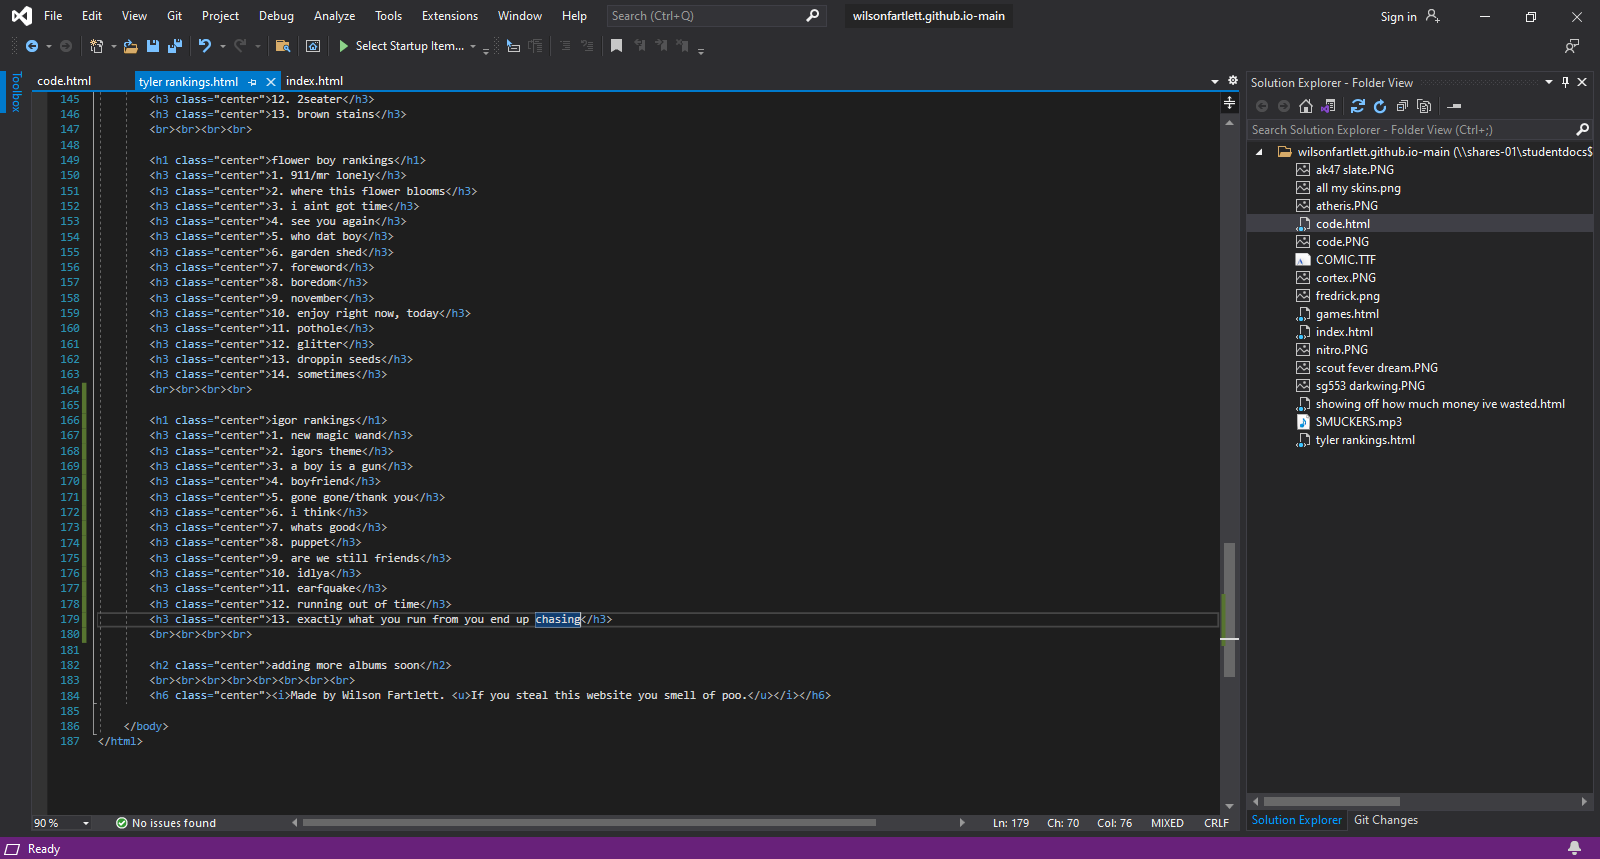 File Edit View Git Project Debug Analyze Tools Extensions Window Help Search (Ctrl+Q) wilsonfartlett.github.io-main Sign in
Select Startup Item...
Toolbox
code.html tyler rankings.html index.html
145 <h3 class="center">12. 2seater</h3>
146 <h3 class="center">13. brown stains</h3>
147 <br><br><br><br>
148
149 <h1 class="center">flower boy rankings</h1>
150 <h3 class="center">1. 911/mr lonely</h3>
151 <h3 class="center">2. where this flower blooms</h3>
152 <h3 class="center">3. i aint got time</h3>
153 <h3 class="center">4. see you again</h3>
154 <h3 class="center">5. who dat boy</h3>
155 <h3 class="center">6. garden shed</h3>
156 <h3 class="center">7. foreword</h3>
157 <h3 class="center">8. boredom</h3>
158 <h3 class="center">9. november</h3>
159 <h3 class="center">10. enjoy right now, today</h3>
160 <h3 class="center">11. pothole</h3>
161 <h3 class="center">12. glitter</h3>
162 <h3 class="center">13. droppin seeds</h3>
163 <h3 class="center">14. sometimes</h3>
164 <br><br><br><br>
165
166 <h1 class="center">igor rankings</h1>
167 <h3 class="center">1. new magic wand</h3>
168 <h3 class="center">2. igors theme</h3>
169 <h3 class="center">3. a boy is a gun</h3>
170 <h3 class="center">4. boyfriend</h3>
171 <h3 class="center">5. gone gone/thank you</h3>
172 <h3 class="center">6. i think</h3>
173 <h3 class="center">7. whats good</h3>
174 <h3 class="center">8. puppet</h3>
175 <h3 class="center">9. are we still friends</h3>
176 <h3 class="center">10. idlya</h3>
177 <h3 class="center">11. earfquake</h3>
178 <h3 class="center">12. running out of time</h3>
179 <h3 class="center">13. exactly what you run from you end up chasing</h3>
180 <br><br><br><br>
181
182 <h2 class="center">adding more albums soon</h2>
183 <br><br><br><br><br><br><br><br>
184 <h6 class="center"><i>Made by Wilson Fartlett. <u>If you steal this website you smell of poo.</u></i></h6>
185
186 </body>
187 </html>
90 % No issues found Ln: 179 Ch: 70 Col: 76 MIXED CRLF
Solution Explorer - Folder View
Search Solution Explorer - Folder View (Ctrl+;)
wilsonfartlett.github.io-main (\\shares-01\studentdocs$
ak47 slate.PNG
all my skins.png
atheris.PNG
code.html
code.PNG
COMIC.TTF
cortex.PNG
fredrick.png
games.html
index.html
nitro.PNG
scout fever dream.PNG
sg553 darkwing.PNG
showing off how much money ive wasted.html
SMUCKERS.mp3
tyler rankings.html
Solution Explorer Git Changes
Ready